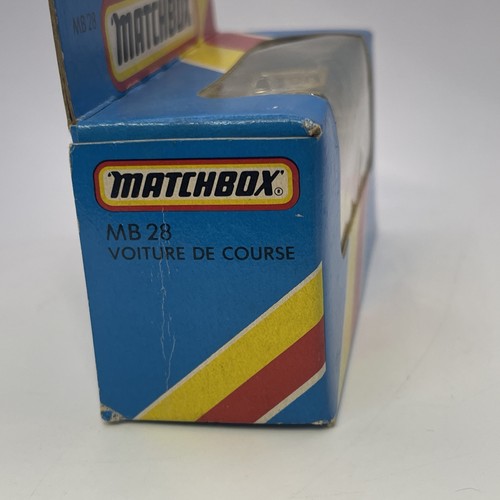 MB 28
MATCHBOX
MATCHBOX®
MB 28
VOITURE DE COURSE